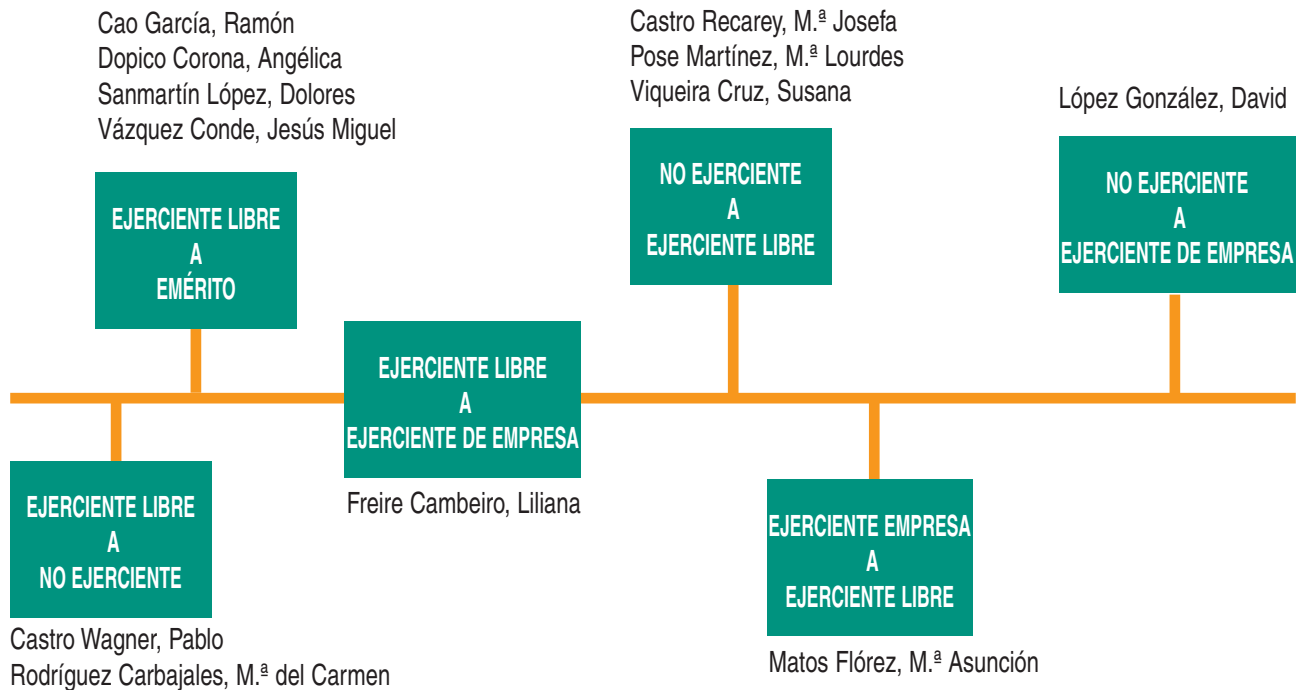 Cao García, Ramón
Dopico Corona, Angélica
Sanmartín López, Dolores
Vázquez Conde, Jesús Miguel
EJERCIENTE LIBRE
A
EMÉRITO
Castro Recarey, M.ª Josefa
Pose Martínez, M.ª Lourdes
Viqueira Cruz, Susana
NO EJERCIENTE
A
EJERCIENTE LIBRE
López González, David
NO EJERCIENTE
A
EJERCIENTE DE EMPRESA
EJERCIENTE LIBRE
A
EJERCIENTE DE EMPRESA
Freire Cambeiro, Liliana
EJERCIENTE LIBRE
A
NO EJERCIENTE
Castro Wagner, Pablo
Rodríguez Carbajales, M.ª del Carmen
EJERCIENTE EMPRESA
A
EJERCIENTE LIBRE
Matos Flórez, M.ª Asunción